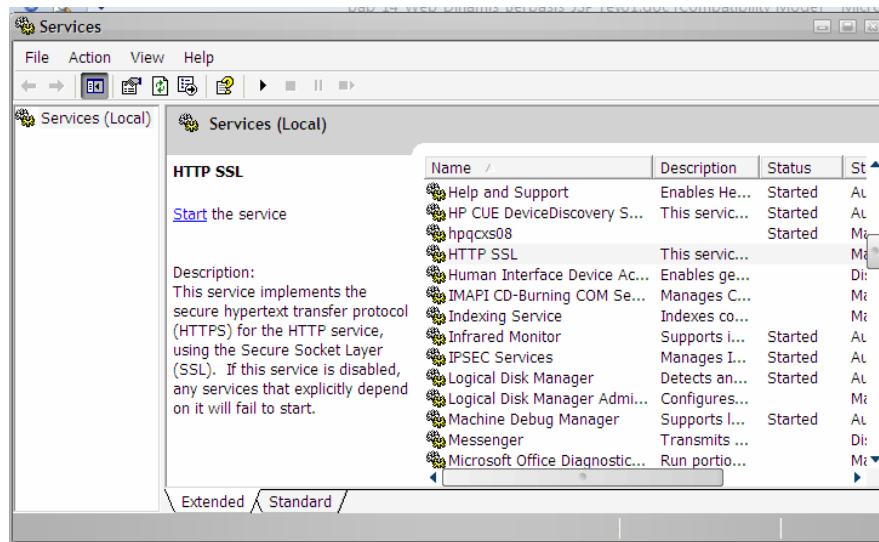 Services
File Action View Help
Services (Local)
Services (Local)
HTTP SSL
Start the service
Description:
This service implements the
secure hypertext transfer protocol
(HTTPS) for the HTTP service,
using the Secure Socket Layer
(SSL). If this service is disabled,
any services that explicitly depend
on it will fail to start.
Name Description Status St
Help and Support Enables He... Started Au
HP CUE DeviceDiscovery S... This servic... Started Au
hpqcxs08 Started Ma
HTTP SSL This servic... Ma
Human Interface Device Ac... Enables ge... Dis
IMAPI CD-Burning COM Se... Manages C... Ma
Indexing Service Indexes co... Ma
Infrared Monitor Supports i... Started Au
IPSEC Services Manages I... Started Au
Logical Disk Manager Detects an... Started Au
Logical Disk Manager Admi... Configures... Ma
Machine Debug Manager Supports l... Started Au
Messenger Transmits ... Dis
Microsoft Office Diagnostic... Run portio... Ma
Extended Standard